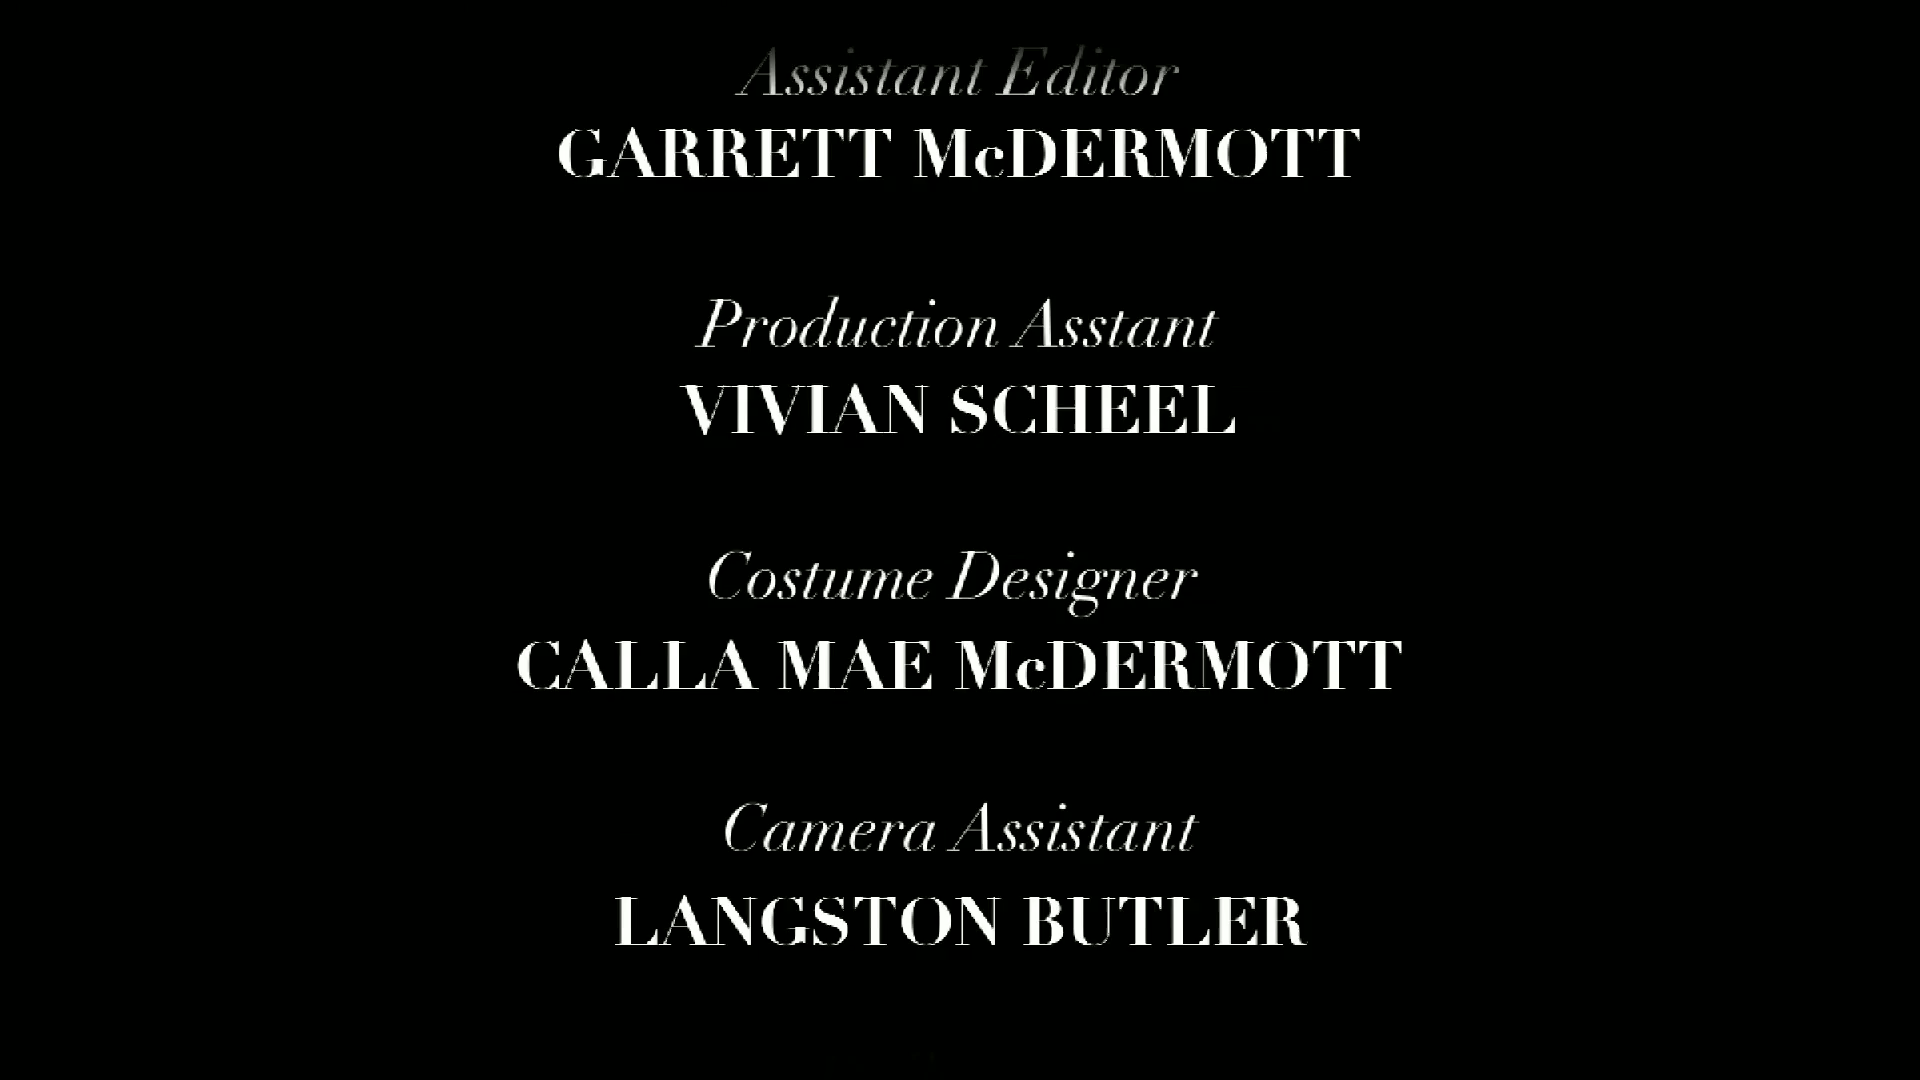 Assistant Editor
GARRETT McDERMOTT
Production Asstant
VIVIAN SCHEEL
Costume Designer
CALLA MAE McDERMOTT
Camera Assistant
LANGSTON BUTLER